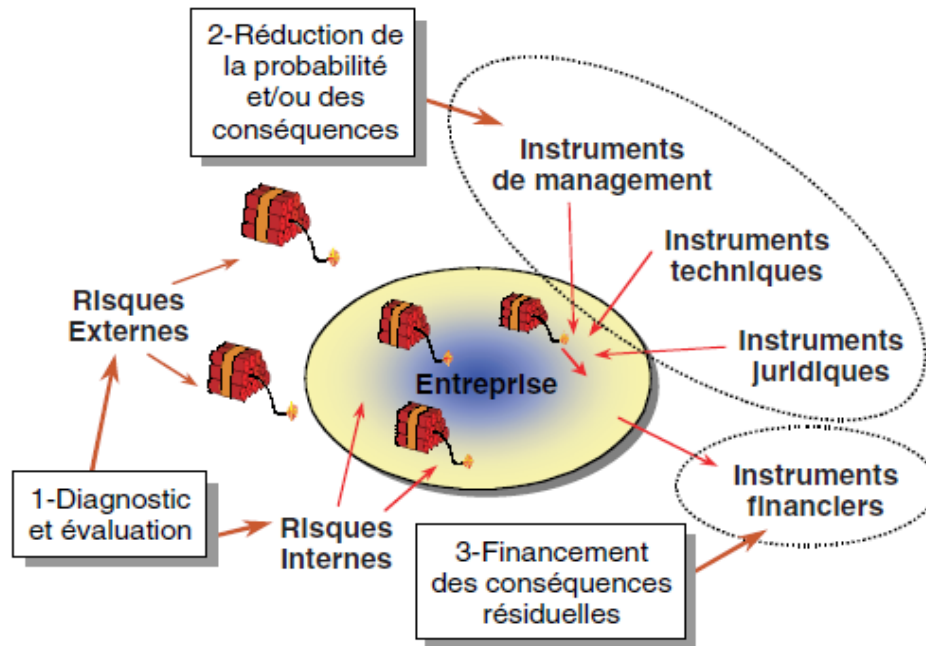 2-Réduction de
la probabilité
et/ou des
conséquences
Instruments
de management
Instruments
techniques
Instruments
juridiques
Risques
Externes
Entreprise
1-Diagnostic
et évaluation
Risques
Internes
3-Financement
des conséquences
résiduelles
Instruments
financiers